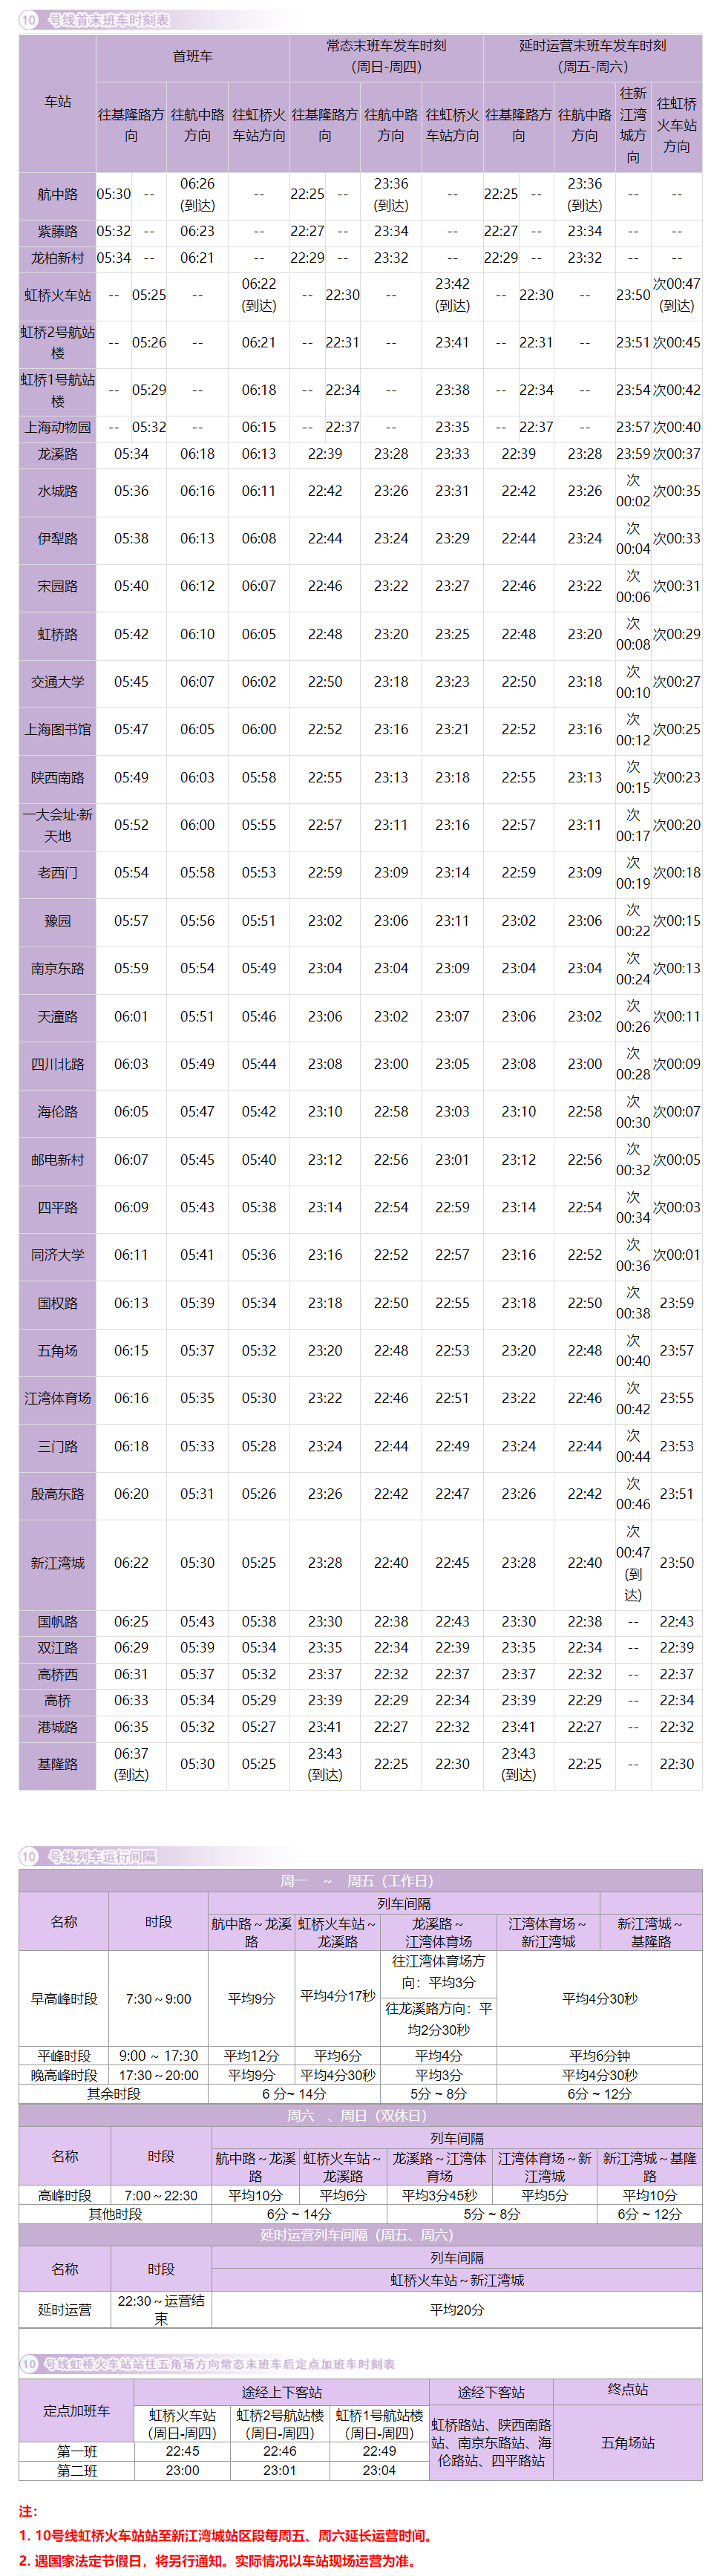 10 号线首末班车时刻表
车站 首班车 常态末班车发车时刻（周日-周四） 延时运营末班车发车时刻（周五-周六）
往基隆路方向 往航中路方向 往虹桥火车站方向 往基隆路方向 往航中路方向 往虹桥火车站方向 往基隆路方向 往航中路方向 往新江湾城方向 往虹桥火车站方向
航中路 05:30 -- 06:26(到达) -- 22:25 -- 23:36(到达) -- 22:25 -- 23:36(到达) -- --
紫藤路 05:32 -- 06:23 -- 22:27 -- 23:34 -- 22:27 -- 23:34 -- --
龙柏新村 05:34 -- 06:21 -- 22:29 -- 23:32 -- 22:29 -- 23:32 -- --
虹桥火车站 -- 05:25 -- 06:22(到达) -- 22:30 -- 23:42(到达) -- 22:30 -- 23:50 次00:47(到达)
虹桥2号航站楼 -- 05:26 -- 06:21 -- 22:31 -- 23:41 -- 22:31 -- 23:51 次00:45
虹桥1号航站楼 -- 05:29 -- 06:18 -- 22:34 -- 23:38 -- 22:34 -- 23:54 次00:42
上海动物园 -- 05:32 -- 06:15 -- 22:37 -- 23:35 -- 22:37 -- 23:57 次00:40
龙溪路 05:34 06:18 06:13 22:39 23:28 23:33 22:39 23:28 23:59 次00:37
水城路 05:36 06:16 06:11 22:42 23:26 23:31 22:42 23:26 次00:02 次00:35
伊犁路 05:38 06:13 06:08 22:44 23:24 23:29 22:44 23:24 次00:04 次00:33
宋园路 05:40 06:12 06:07 22:46 23:22 23:27 22:46 23:22 次00:06 次00:31
虹桥路 05:42 06:10 06:05 22:48 23:20 23:25 22:48 23:20 次00:08 次00:29
交通大学 05:45 06:07 06:02 22:50 23:18 23:23 22:50 23:18 次00:10 次00:27
上海图书馆 05:47 06:05 06:00 22:52 23:16 23:21 22:52 23:16 次00:12 次00:25
陕西南路 05:49 06:03 05:58 22:55 23:13 23:18 22:55 23:13 次00:15 次00:23
一大会址·新天地 05:52 06:00 05:55 22:57 23:11 23:16 22:57 23:11 次00:17 次00:20
老西门 05:54 05:58 05:53 22:59 23:09 23:14 22:59 23:09 次00:19 次00:18
豫园 05:57 05:56 05:51 23:02 23:06 23:11 23:02 23:06 次00:22 次00:15
南京东路 05:59 05:54 05:49 23:04 23:04 23:09 23:04 23:04 次00:24 次00:13
天潼路 06:01 05:51 05:46 23:06 23:02 23:07 23:06 23:02 次00:26 次00:11
四川北路 06:03 05:49 05:44 23:08 23:00 23:05 23:08 23:00 次00:28 次00:09
海伦路 06:05 05:47 05:42 23:10 22:58 23:03 23:10 22:58 次00:30 次00:07
邮电新村 06:07 05:45 05:40 23:12 22:56 23:01 23:12 22:56 次00:32 次00:05
四平路 06:09 05:43 05:38 23:14 22:54 22:59 23:14 22:54 次00:34 次00:03
同济大学 06:11 05:41 05:36 23:16 22:52 22:57 23:16 22:52 次00:36 次00:01
国权路 06:13 05:39 05:34 23:18 22:50 22:55 23:18 22:50 次00:38 23:59
五角场 06:15 05:37 05:32 23:20 22:48 22:53 23:20 22:48 次00:40 23:57
江湾体育场 06:16 05:35 05:30 23:22 22:46 22:51 23:22 22:46 次00:42 23:55
三门路 06:18 05:33 05:28 23:24 22:44 22:49 23:24 22:44 次00:44 23:53
殷高东路 06:20 05:31 05:26 23:26 22:42 22:47 23:26 22:42 次00:46 23:51
新江湾城 06:22 05:30 05:25 23:28 22:40 22:45 23:28 22:40 次00:47(到达) 23:50
国帆路 06:25 05:43 05:38 23:30 22:38 22:43 23:30 22:38 -- 22:43
双江路 06:29 05:39 05:34 23:35 22:34 22:39 23:35 22:34 -- 22:39
高桥西 06:31 05:37 05:32 23:37 22:32 22:37 23:37 22:32 -- 22:37
高桥 06:33 05:34 05:29 23:39 22:29 22:34 23:39 22:29 -- 22:34
港城路 06:35 05:32 05:27 23:41 22:27 22:32 23:41 22:27 -- 22:32
基隆路 06:37(到达) 05:30 05:25 23:43(到达) 22:25 22:30 23:43(到达) 22:25 -- 22:30
10 号线列车运行间隔
周一 ~ 周五（工作日）
名称 时段 列车间隔
航中路～龙溪路 虹桥火车站～龙溪路 龙溪路～江湾体育场 江湾体育场～新江湾城 新江湾城～基隆路
早高峰时段 7:30～9:00 平均9分 平均4分17秒 往江湾体育场方向：平均3分 往龙溪路方向：平均2分30秒 平均4分30秒
平峰时段 9:00 ~ 17:30 平均12分 平均6分 平均4分 平均6分钟
晚高峰时段 17:30～20:00 平均9分 平均4分30秒 平均3分 平均4分30秒
其余时段 6 分~ 14分 5分 ~ 8分 6分 ~ 12分
周六 、周日（双休日）
名称 时段 列车间隔
航中路～龙溪路 虹桥火车站～龙溪路 龙溪路～江湾体育场 江湾体育场～新江湾城 新江湾城～基隆路
高峰时段 7:00～22:30 平均10分 平均6分 平均3分45秒 平均5分 平均10分
其他时段 6分 ~ 14分 5分 ~ 8分 6分 ~ 12分
延时运营列车间隔（周五、周六）
名称 时段 列车间隔
虹桥火车站～新江湾城
延时运营 22:30～运营结束 平均20分
10 号线虹桥火车站站往五角场方向常态末班车后定点加班车时刻表
定点加班车 途经上下客站 途经下客站 终点站
虹桥火车站（周日-周四） 虹桥2号航站楼（周日-周四） 虹桥1号航站楼（周日-周四） 虹桥路站、陕西南路站、南京东路站、海伦路站、四平路站 五角场站
第一班 22:45 22:46 22:49
第二班 23:00 23:01 23:04
注：
1. 10号线虹桥火车站站至新江湾城站区段每周五、周六延长运营时间。
2. 遇国家法定节假日，将另行通知。实际情况以车站现场运营为准。